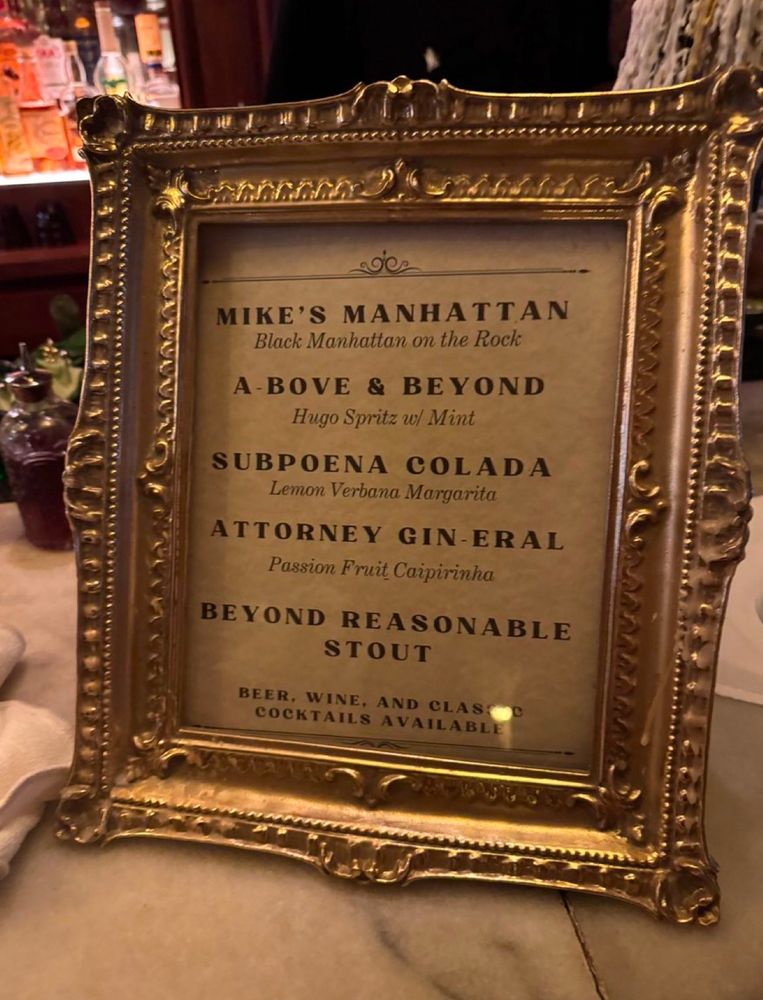 MIKE'S MANHATTAN
Black Manhattan on the Rock
A-BOVE & BEYOND
Hugo Spritz w/ Mint
SUBPOENA COLADA
Lemon Verbana Margarita
ATTORNEY GIN-ERAL
Passion Fruit Caipirinha
BEYOND REASONABLE
STOUT
BEER, WINE, AND CLASSIC
COCKTAILS AVAILABLE